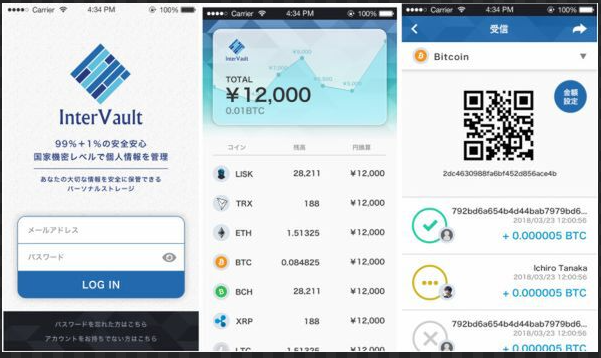 Carrier 4:34 PM 100%
InterVault
99%+1%の安全安心
国家機密レベルで個人情報を管理
あなたの大切な情報を安全に保管できる
パーソナルストレージ
メールアドレス
パスワード
LOG IN
パスワードを忘れた方はこちら
アカウントをお持ちでない方はこちら
Carrier 4:34 PM 100%
InterVault
TOTAL
¥12,000
0.01BTC
コイン 残高 円換算
LISK 28,211 ¥12,000
TRX 188 ¥12,000
ETH 1.51325 ¥12,000
BTC 0.084825 ¥12,000
BCH 28,211 ¥12,000
XRP 188 ¥12,000
LTC 1.51325 ¥12,000
Carrier 4:34 PM 100%
受信
Bitcoin
金額
設定
2dc4630988fa6bf452d856ace4b
792bd6a654b4d44bab7979bd6...
2018/03/23 12:00:56
+ 0.000005 BTC
Ichiro Tanaka
2018/03/23 12:00:56
+ 0.000005 BTC
792bd6a654b4d44bab7979bd6...
2018/03/23 12:00:56
+ 0.000005 BTC